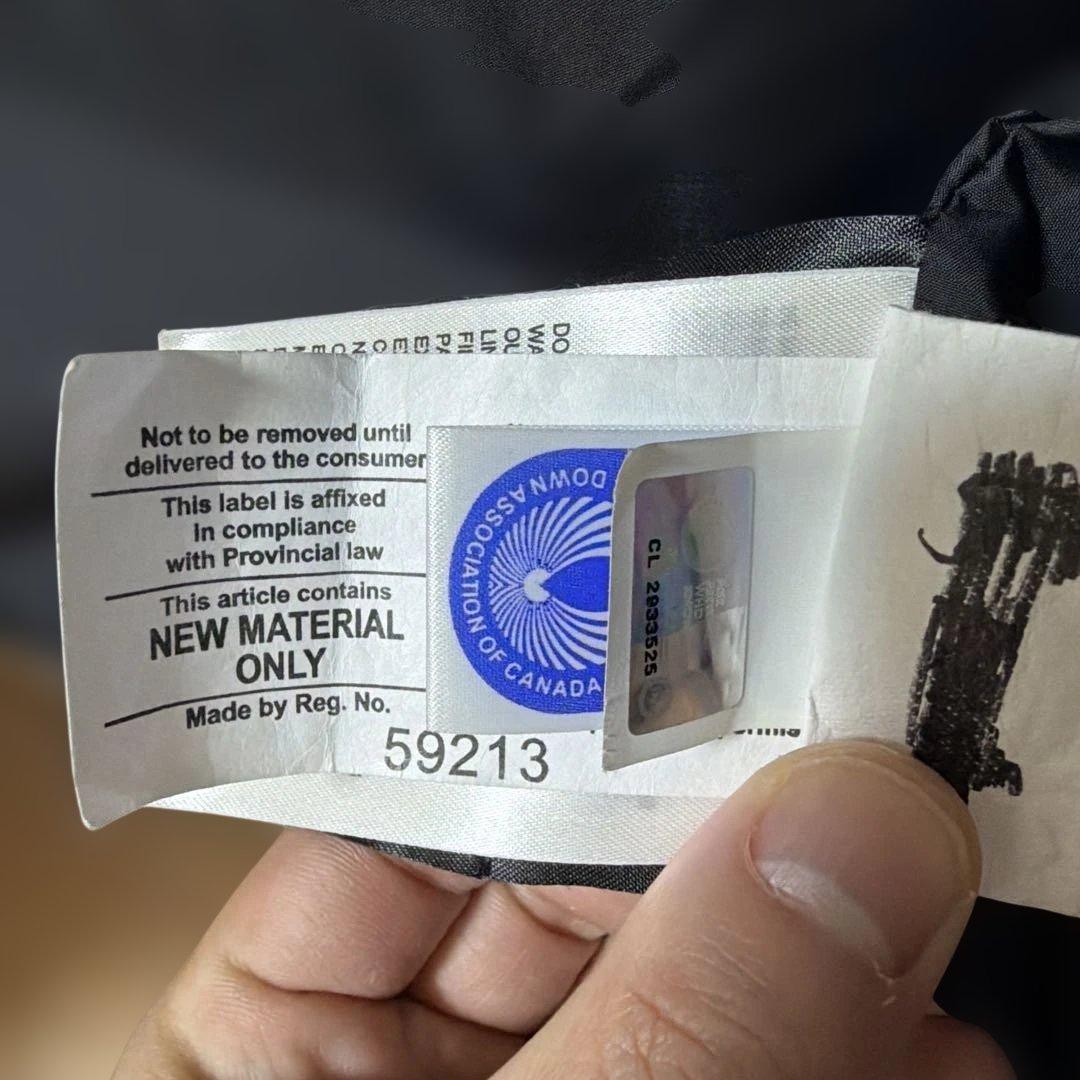 Not to be removed until
delivered to the consumer
This label is affixed
in compliance
with Provincial law
This article contains
NEW MATERIAL
ONLY
Made by Reg. No.
59213
DOWN ASSOCIATION OF CANADA
CL 2933525